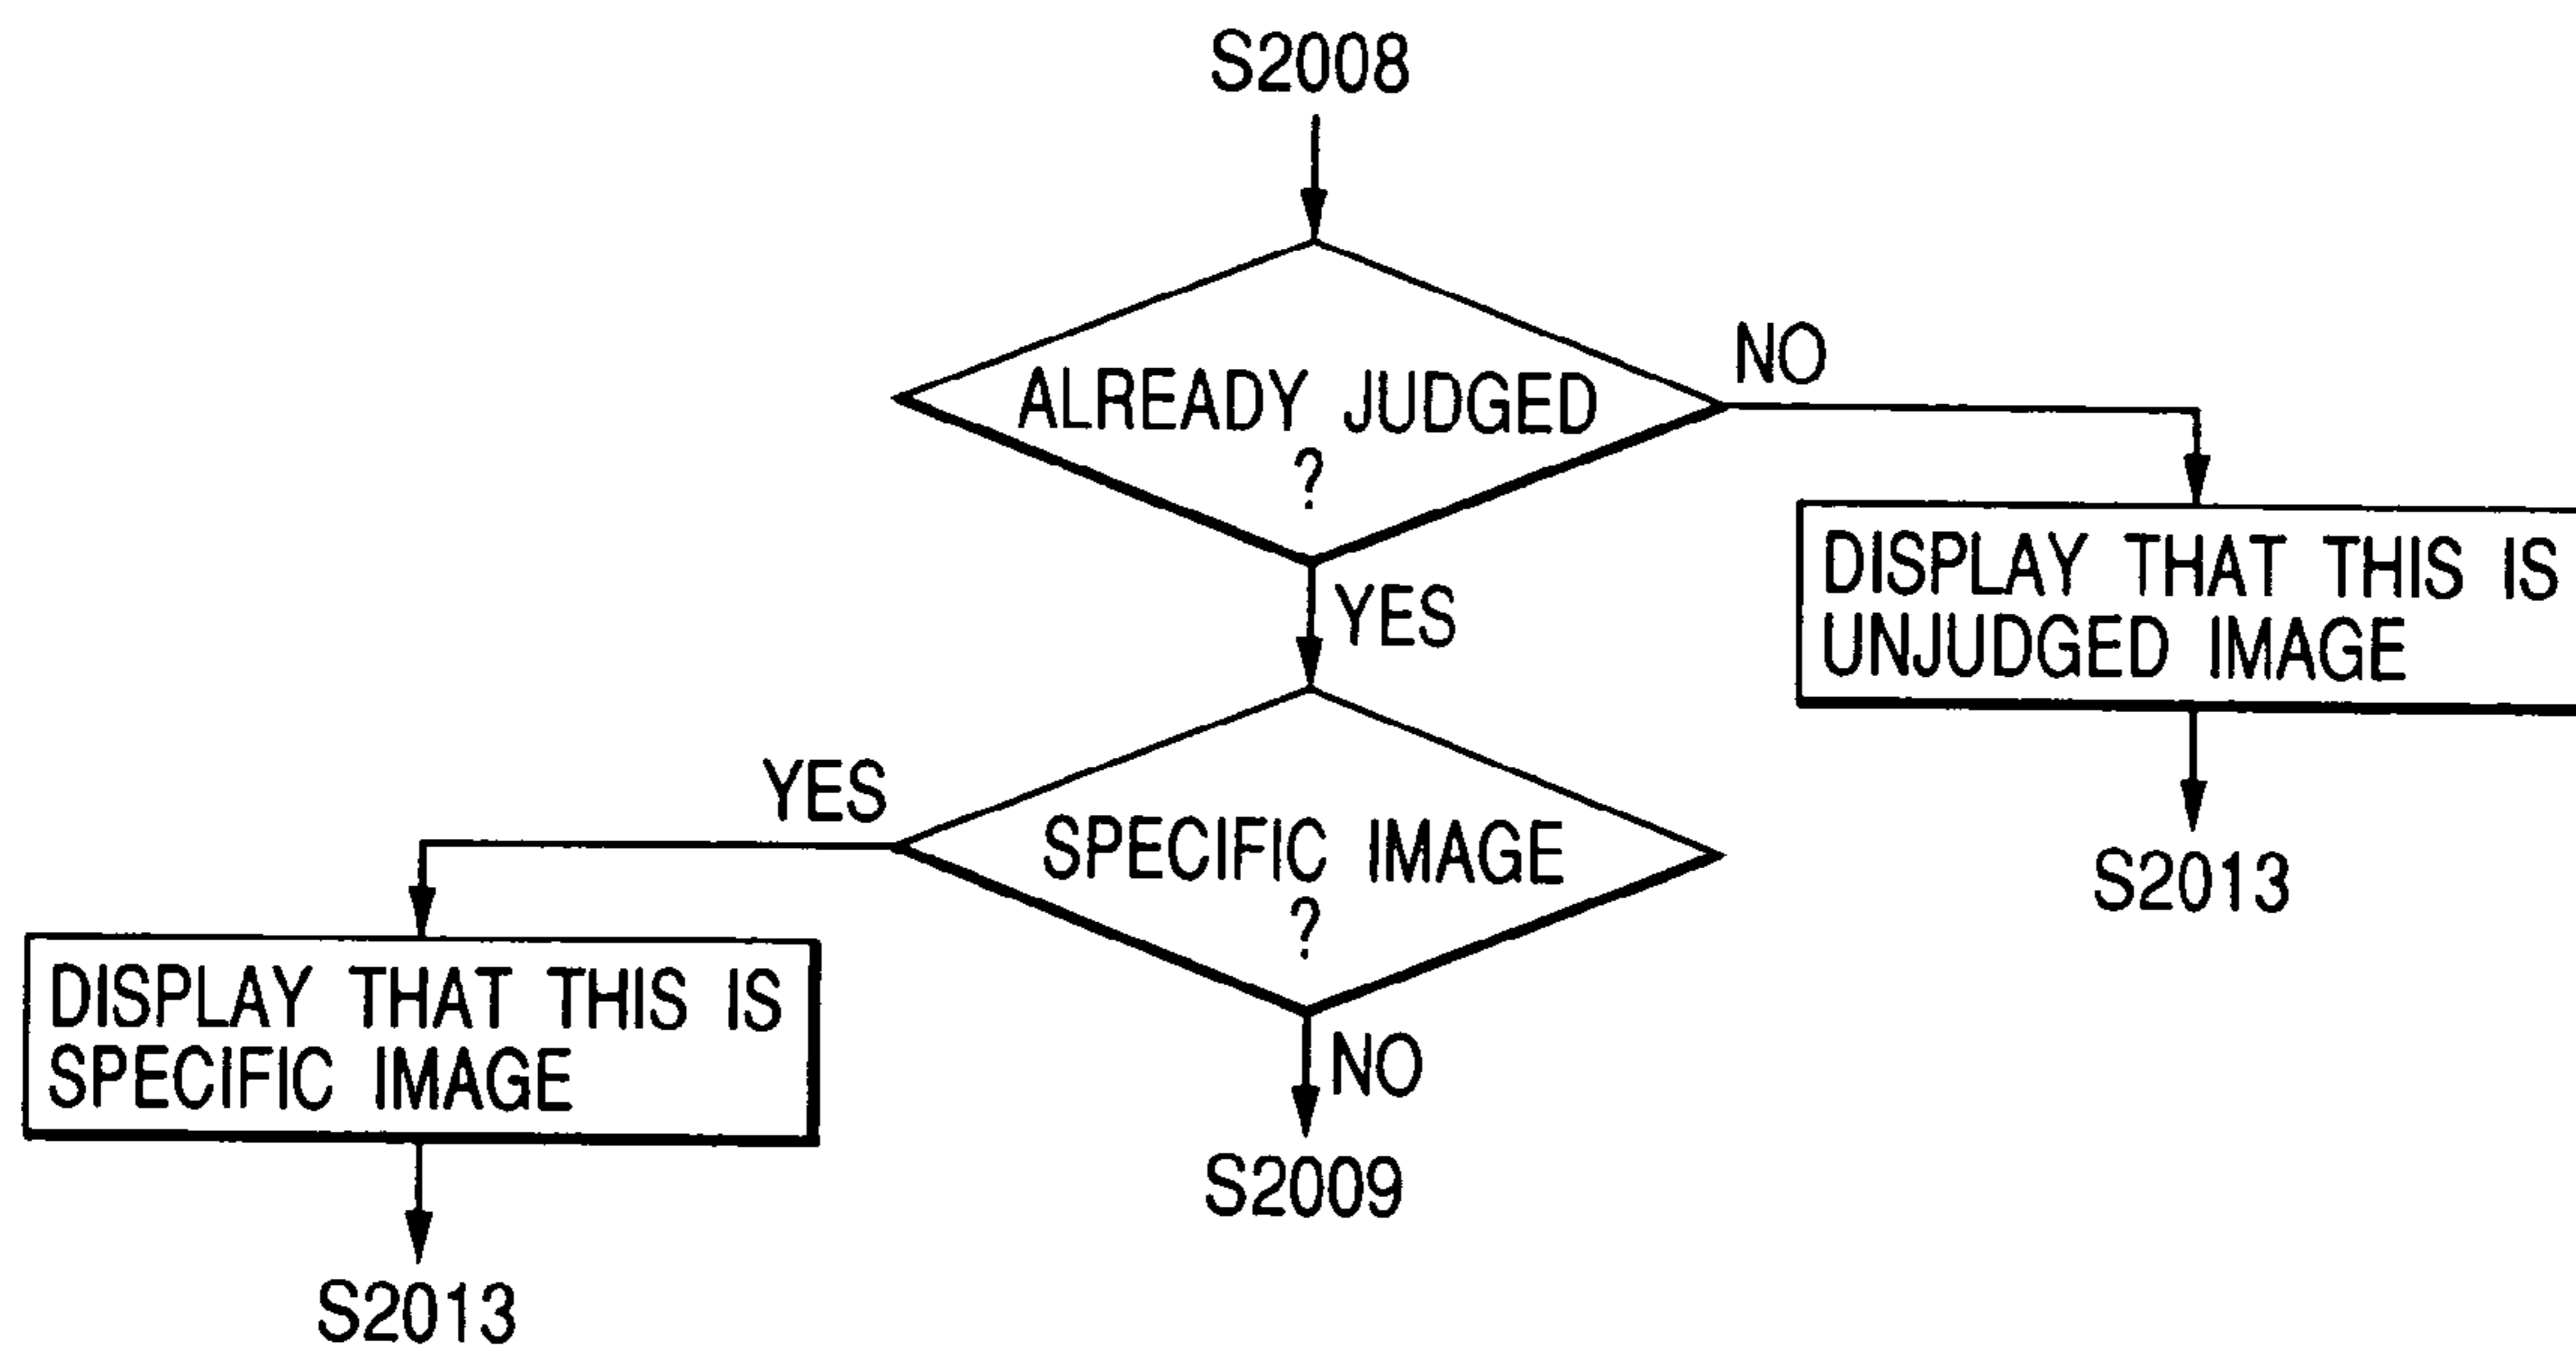 S2008
ALREADY JUDGED
?
NO
YES
DISPLAY THAT THIS IS
UNJUDGED IMAGE
S2013
SPECIFIC IMAGE
?
YES
NO
DISPLAY THAT THIS IS
SPECIFIC IMAGE
S2013
S2009